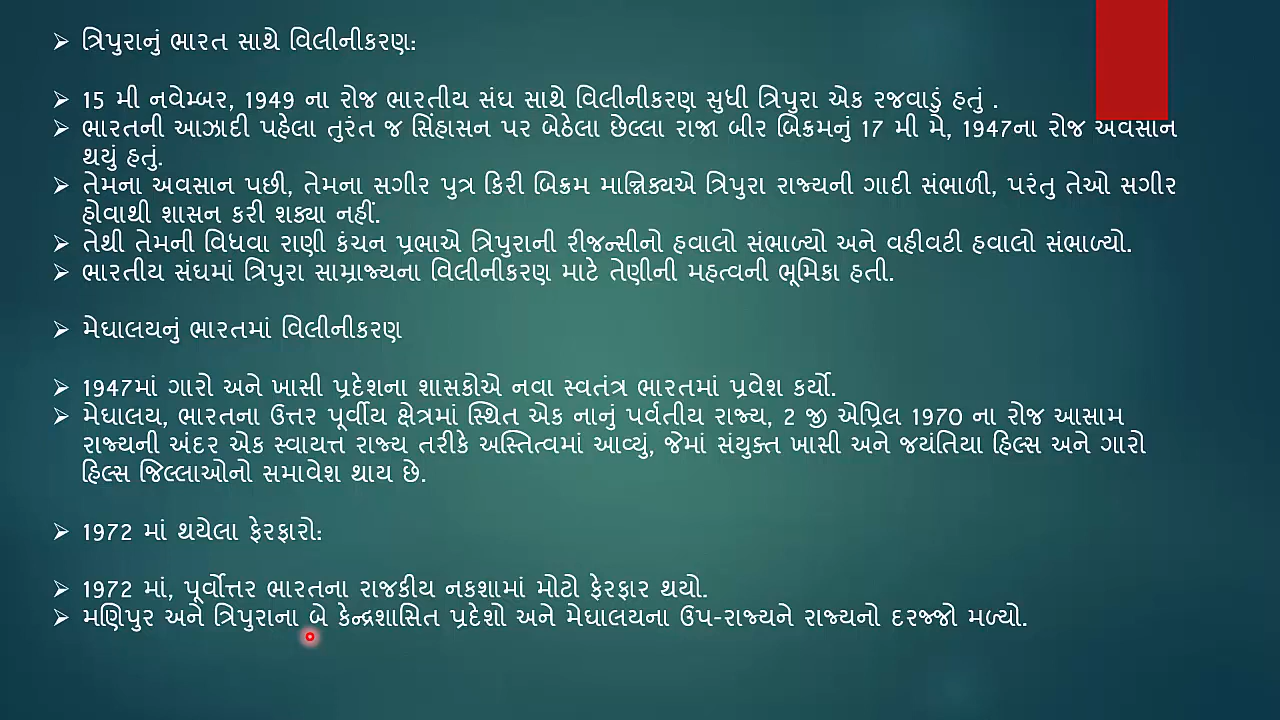 ➢ ત્રિપુરાનું ભારત સાથે વિલીનીકરણ:
➢ 15 મી નવેમ્બર, 1949 ના રોજ ભારતીય સંઘ સાથે વિલીનીકરણ સુધી ત્રિપુરા એક રજવાડું હતું .
➢ ભારતની આઝાદી પહેલા તુરંત જ સિંહાસન પર બેઠેલા છેલ્લા રાજા બીર બિક્રમનું 17 મી મે, 1947ના રોજ અવસાન
થયું હતું.
➢ તેમના અવસાન પછી, તેમના સગીર પુત્ર કિરી બિક્રમ માન્નિક્યએ ત્રિપુરા રાજ્યની ગાદી સંભાળી, પરંતુ તેઓ સગીર
હોવાથી શાસન કરી શક્યા નહીં.
➢ તેથી તેમની વિધવા રાણી કંચન પ્રભાએ ત્રિપુરાની રીજન્સીનો હવાલો સંભાળ્યો અને વહીવટી હવાલો સંભાળ્યો.
➢ ભારતીય સંઘમાં ત્રિપુરા સામ્રાજ્યના વિલીનીકરણ માટે તેણીની મહત્વની ભૂમિકા હતી.
➢ મેઘાલયનું ભારતમાં વિલીનીકરણ
➢ 1947માં ગારો અને ખાસી પ્રદેશના શાસકોએ નવા સ્વતંત્ર ભારતમાં પ્રવેશ કર્યો.
➢ મેઘાલય, ભારતના ઉત્તર પૂર્વીય ક્ષેત્રમાં સ્થિત એક નાનું પર્વતીય રાજ્ય, 2 જી એપ્રિલ 1970 ના રોજ આસામ
રાજ્યની અંદર એક સ્વાયત્ત રાજ્ય તરીકે અસ્તિત્વમાં આવ્યું, જેમાં સંયુક્ત ખાસી અને જયંતિયા હિલ્સ અને ગારો
હિલ્સ જિલ્લાઓનો સમાવેશ થાય છે.
➢ 1972 માં થયેલા ફેરફારો:
➢ 1972 માં, પૂર્વોત્તર ભારતના રાજકીય નકશામાં મોટો ફેરફાર થયો.
➢ મણિપુર અને ત્રિપુરાના બે કેન્દ્રશાસિત પ્રદેશો અને મેઘાલયના ઉપ-રાજ્યને રાજ્યનો દરજ્જો મળ્યો.